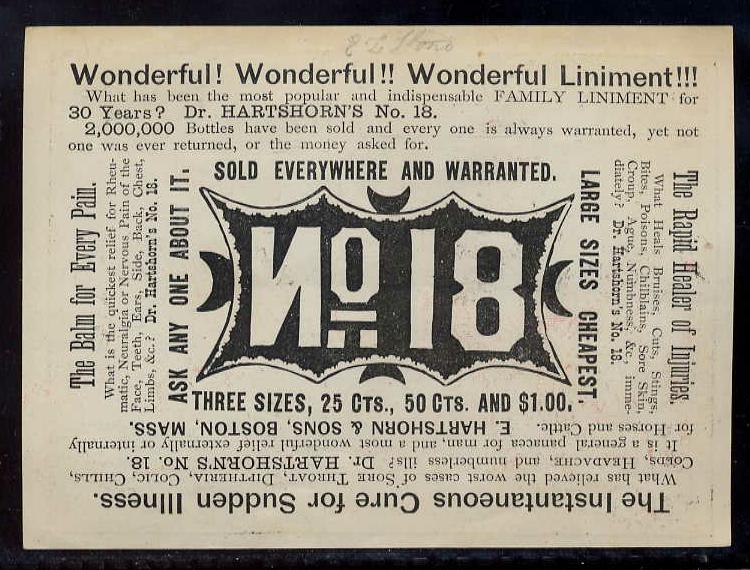 E L Stone
Wonderful! Wonderful!! Wonderful Liniment!!!
What has been the most popular and indispensable FAMILY LINIMENT for
30 Years? Dr. HARTSHORN'S No. 18.
2,000,000 Bottles have been sold and every one is always warranted, yet not
one was ever returned, or the money asked for.
The Balm for Every Pain.
What is the quickest relief for Rheu-
matic, Neuralgia or Nervous Pain of the
Face, Teeth, Ears, Side, Back, Chest,
Limbs, &c.? Dr. Hartshorn's No. 18.
ASK ANY ONE ABOUT IT.
SOLD EVERYWHERE AND WARRANTED.
No 18
THREE SIZES, 25 CTS., 50 CTS. AND $1.00.
LARGE SIZES CHEAPEST.
The Rapid Healer of Injuries.
What Heals Bruises, Cuts, Stings,
Bites, Poisons, Chilblains, Sore Skin,
Croup, Ague, Numbness, &c., imme-
diately? Dr. Hartshorn's No. 18.
The Instantaneous Cure for Sudden Illness.
What has relieved the worst cases of SORE THROAT, DIPTHERIA, COLIC, CHILLS,
COLDS, HEADACHE, and numberless ills? Dr. HARTSHORN'S No. 18.
It is a general panacea for man, and a most wonderful relief externally or internally
for Horses and Cattle. E. HARTSHORN & SONS, BOSTON, MASS.